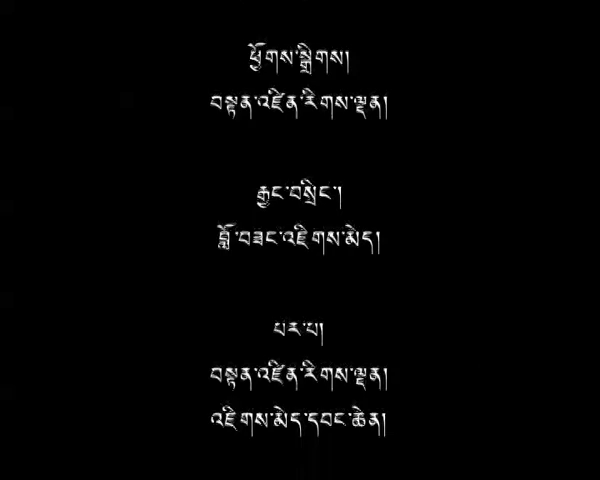 ཕྱོགས་སྒྲིགས།
བསྟན་འཛིན་རིགས་ལྡན།
རྒྱང་བསྲིང་།
བློ་བཟང་འཇིགས་མེད།
པར་པ།
བསྟན་འཛིན་རིགས་ལྡན།
འཇིགས་མེད་དབང་ཆེན།